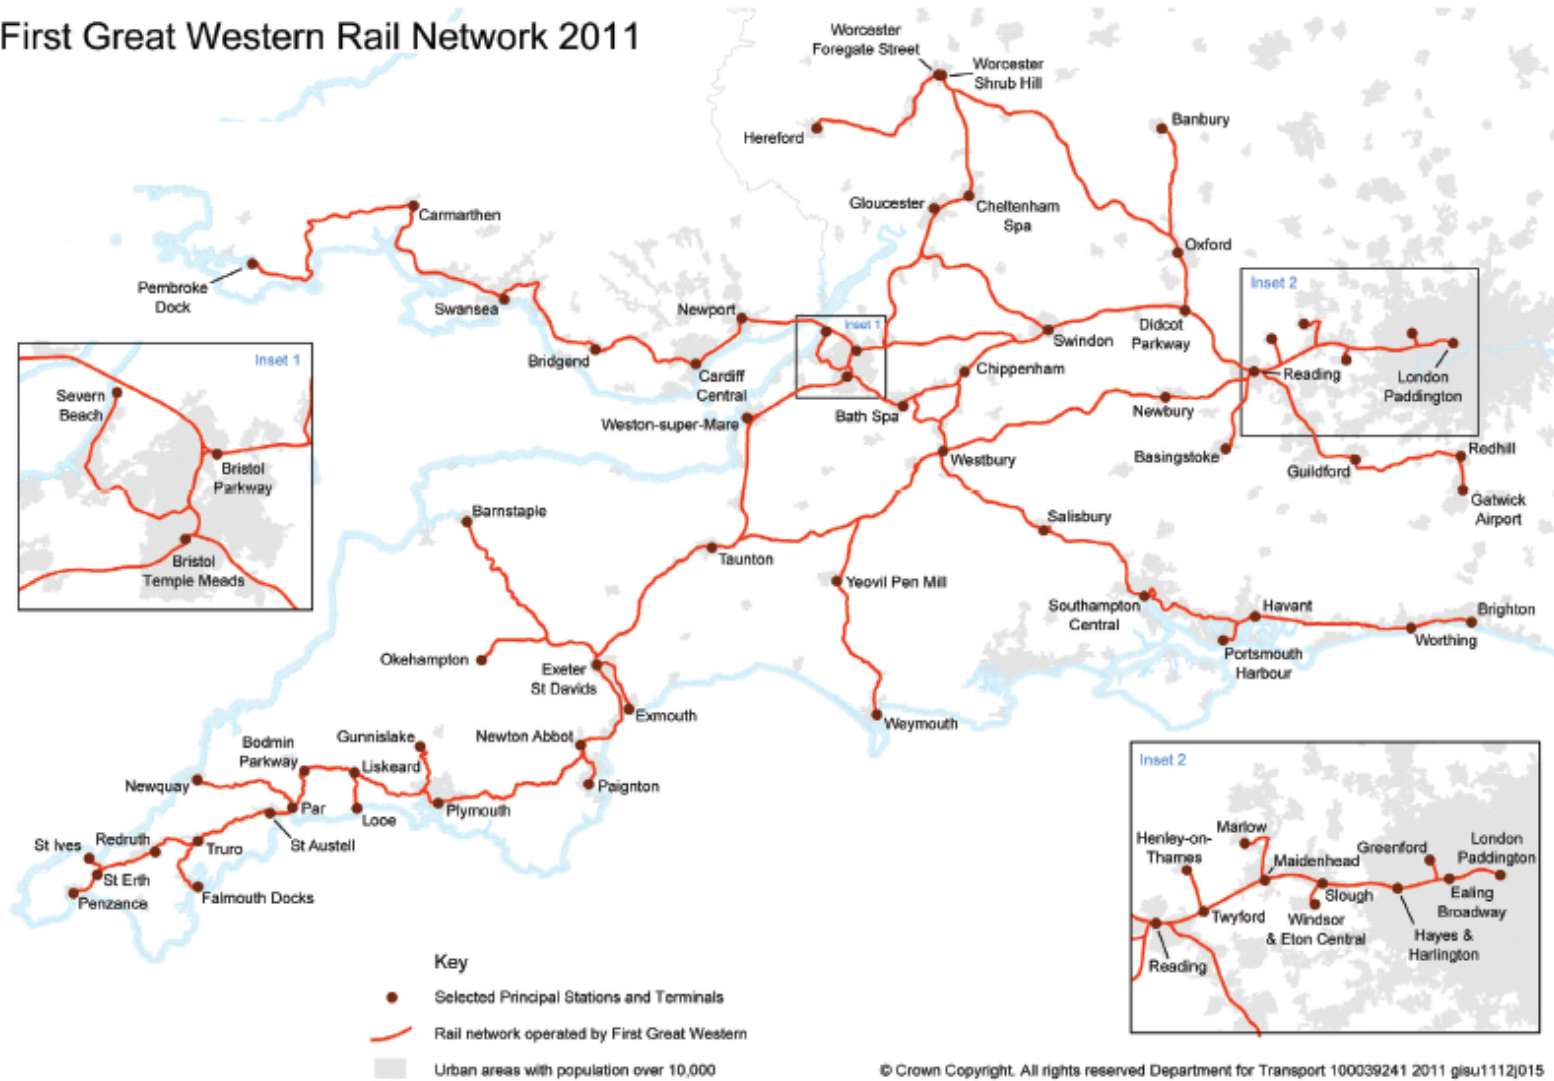 First Great Western Rail Network 2011
Worcester
Foregate Street
Worcester
Shrub Hill
Hereford
Banbury
Gloucester
Cheltenham
Spa
Oxford
Carmarthen
Pembroke
Dock
Swansea
Bridgend
Newport
Cardiff
Central
Inset 1
Swindon
Didcot
Parkway
Inset 2
Reading
London
Paddington
Chippenham
Bath Spa
Weston-super-Mare
Newbury
Westbury
Basingstoke
Guildford
Redhill
Gatwick
Airport
Inset 1
Severn
Beach
Bristol
Parkway
Bristol
Temple Meads
Barnstaple
Taunton
Salisbury
Yeovil Pen Mill
Southampton
Central
Havant
Brighton
Worthing
Portsmouth
Harbour
Okehampton
Exeter
St Davids
Exmouth
Weymouth
Newton Abbot
Paignton
Gunnislake
Bodmin
Parkway
Liskeard
Newquay
Par
Looe
Plymouth
St Ives
Redruth
Truro
St Austell
St Erth
Penzance
Falmouth Docks
Inset 2
Henley-on-
Thames
Marlow
Maidenhead
Greenford
London
Paddington
Twyford
Slough
Windsor
& Eton Central
Ealing
Broadway
Hayes &
Harlington
Reading
Key
Selected Principal Stations and Terminals
Rail network operated by First Great Western
Urban areas with population over 10,000
© Crown Copyright. All rights reserved Department for Transport 100039241 2011 gisu1112j015